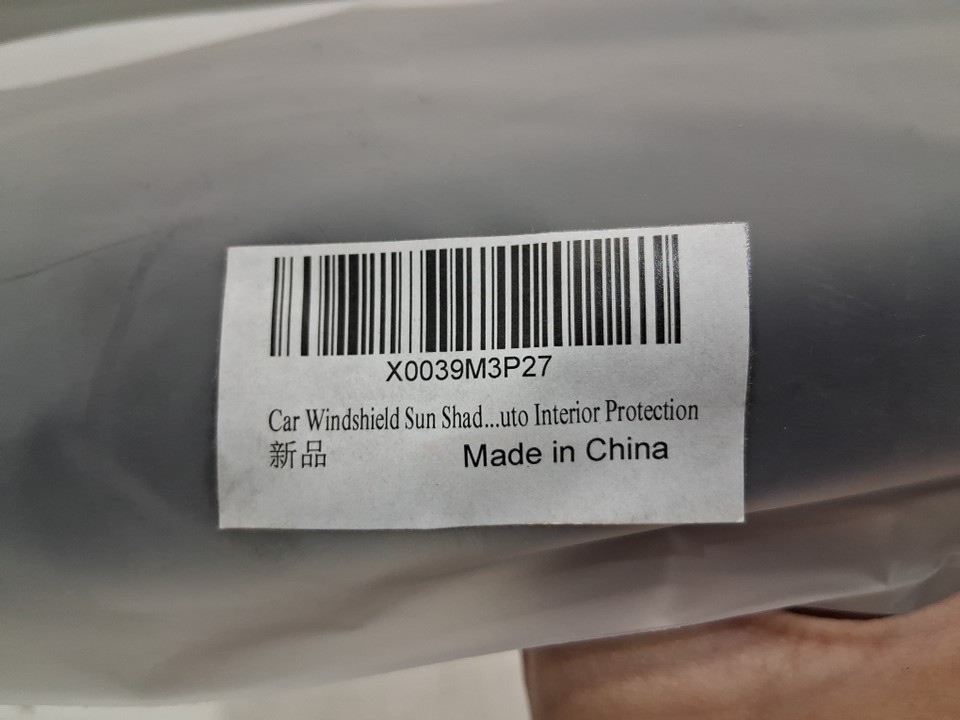 X0039M3P27
Car Windshield Sun Shad...uto Interior Protection
新品 Made in China